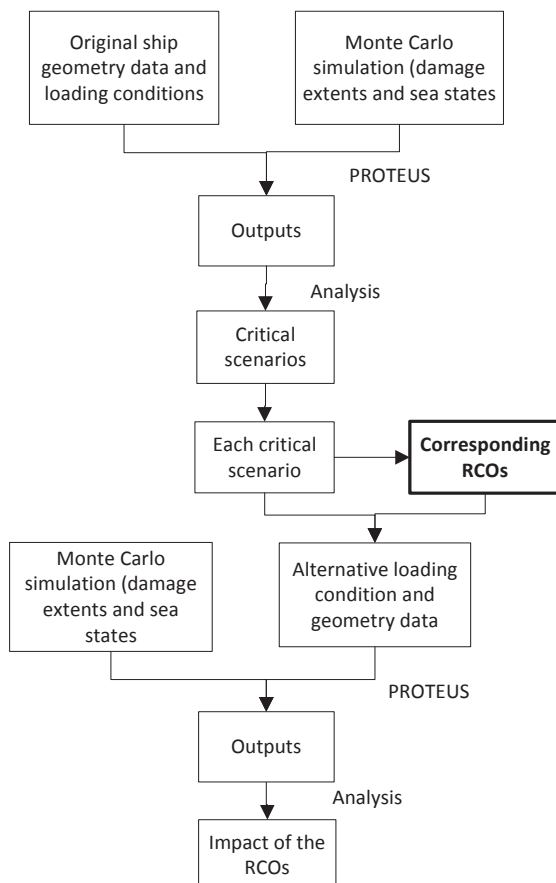 Original ship
geometry data and
loading conditions
Monte Carlo
simulation (damage
extents and sea states
PROTEUS
Outputs
Analysis
Critical
scenarios
Each critical
scenario
Corresponding
RCOs
Monte Carlo
simulation (damage
extents and sea
states
Alternative loading
condition and
geometry data
PROTEUS
Outputs
Analysis
Impact of the
RCOs